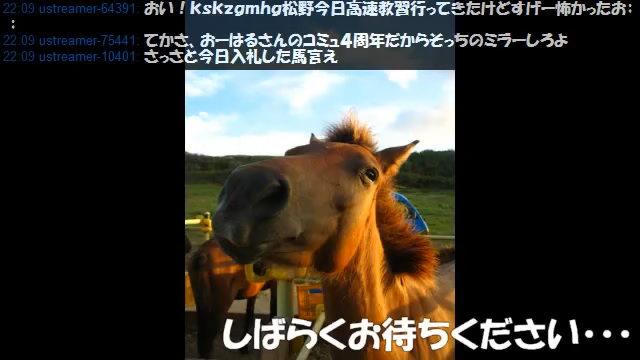 22:09 ustreamer-64391: おい！kskzgmhg松野今日高速教習行ってきたけどすげー怖かったお:
:
22:09 ustreamer-75441: てかさ、おーはるさんのコミュ4周年だからそっちのミラーしろよ
22:09 ustreamer-10401: さっさと今日入札した馬言え
しばらくお待ちください･･･